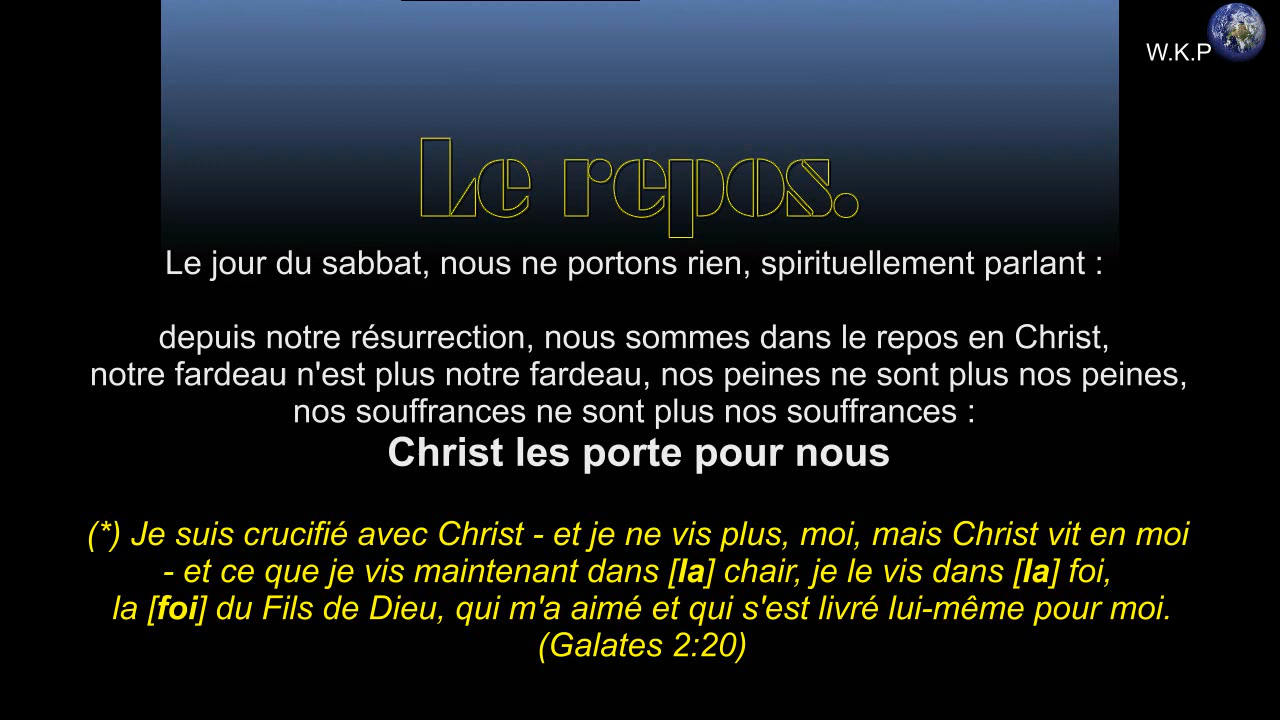 W.K.P
Le repos.
Le jour du sabbat, nous ne portons rien, spirituellement parlant :
depuis notre résurrection, nous sommes dans le repos en Christ,
notre fardeau n'est plus notre fardeau, nos peines ne sont plus nos peines,
nos souffrances ne sont plus nos souffrances :
Christ les porte pour nous
(*) Je suis crucifié avec Christ - et je ne vis plus, moi, mais Christ vit en moi
- et ce que je vis maintenant dans [la] chair, je le vis dans [la] foi,
la [foi] du Fils de Dieu, qui m'a aimé et qui s'est livré lui-même pour moi.
(Galates 2:20)